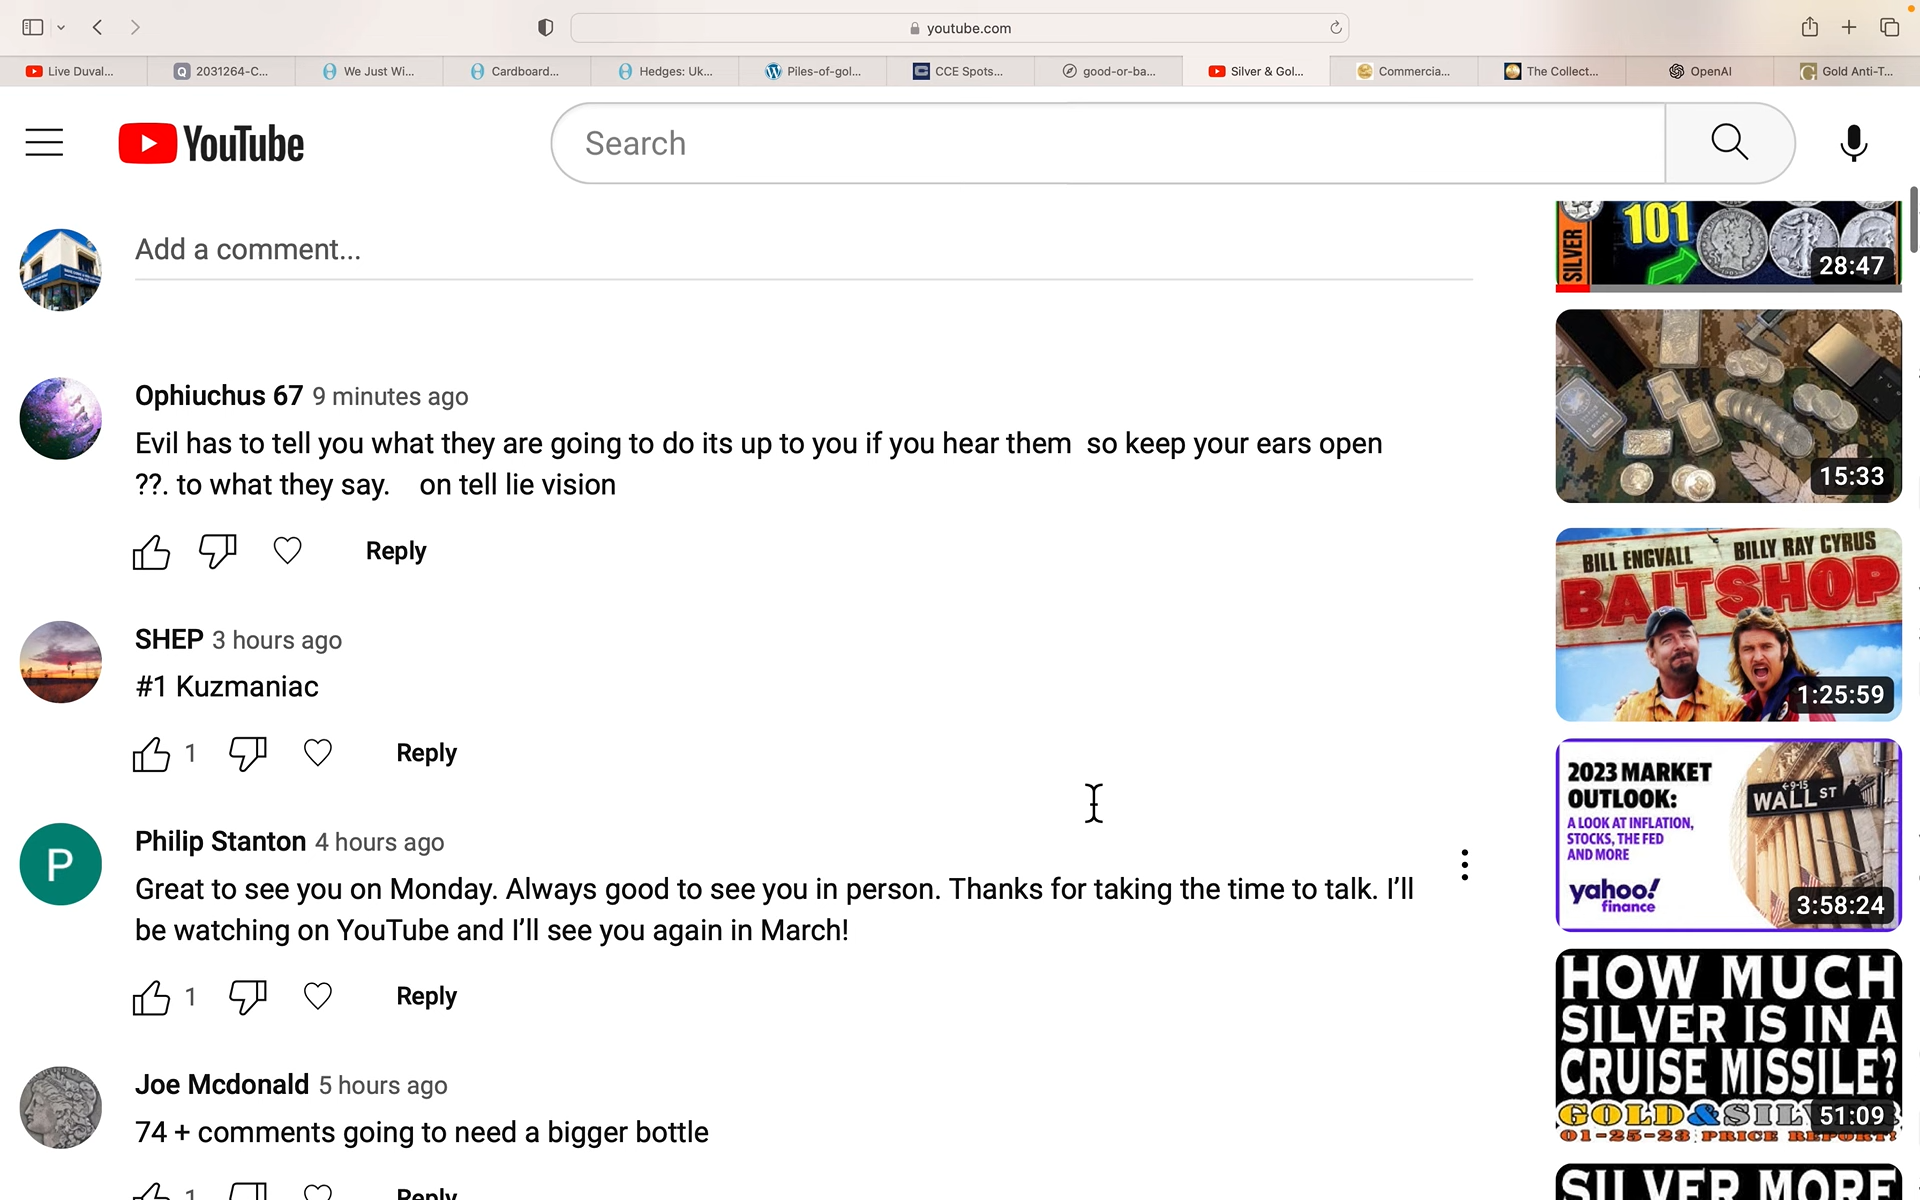 youtube.com
Live Duval...
2031264-C...
We Just Wi...
Cardboard...
Hedges: Uk...
Piles-of-gol...
CCE Spots...
good-or-ba...
Silver & Gol...
Commercia...
The Collect...
OpenAI
Gold Anti-T...
YouTube
Search
Add a comment...
Ophiuchus 67 9 minutes ago
Evil has to tell you what they are going to do its up to you if you hear them  so keep your ears open
??. to what they say.    on tell lie vision
Reply
SHEP 3 hours ago
#1 Kuzmaniac
1
Reply
Philip Stanton 4 hours ago
P
Great to see you on Monday. Always good to see you in person. Thanks for taking the time to talk. I’ll
be watching on YouTube and I’ll see you again in March!
1
Reply
Joe Mcdonald 5 hours ago
74 + comments going to need a bigger bottle
1
Reply
SILVER
101
28:47
15:33
BILL ENGVALL BILLY RAY CYRUS
BAIT SHOP
1:25:59
2023 MARKET
OUTLOOK:
A LOOK AT INFLATION,
STOCKS, THE FED
AND MORE
yahoo!
finance
←9-15
WALL ST
3:58:24
HOW MUCH
SILVER IS IN A
CRUISE MISSILE?
GOLD&SIL
51:09
01-25-23 PRICE REPORT!
SILVER MORE